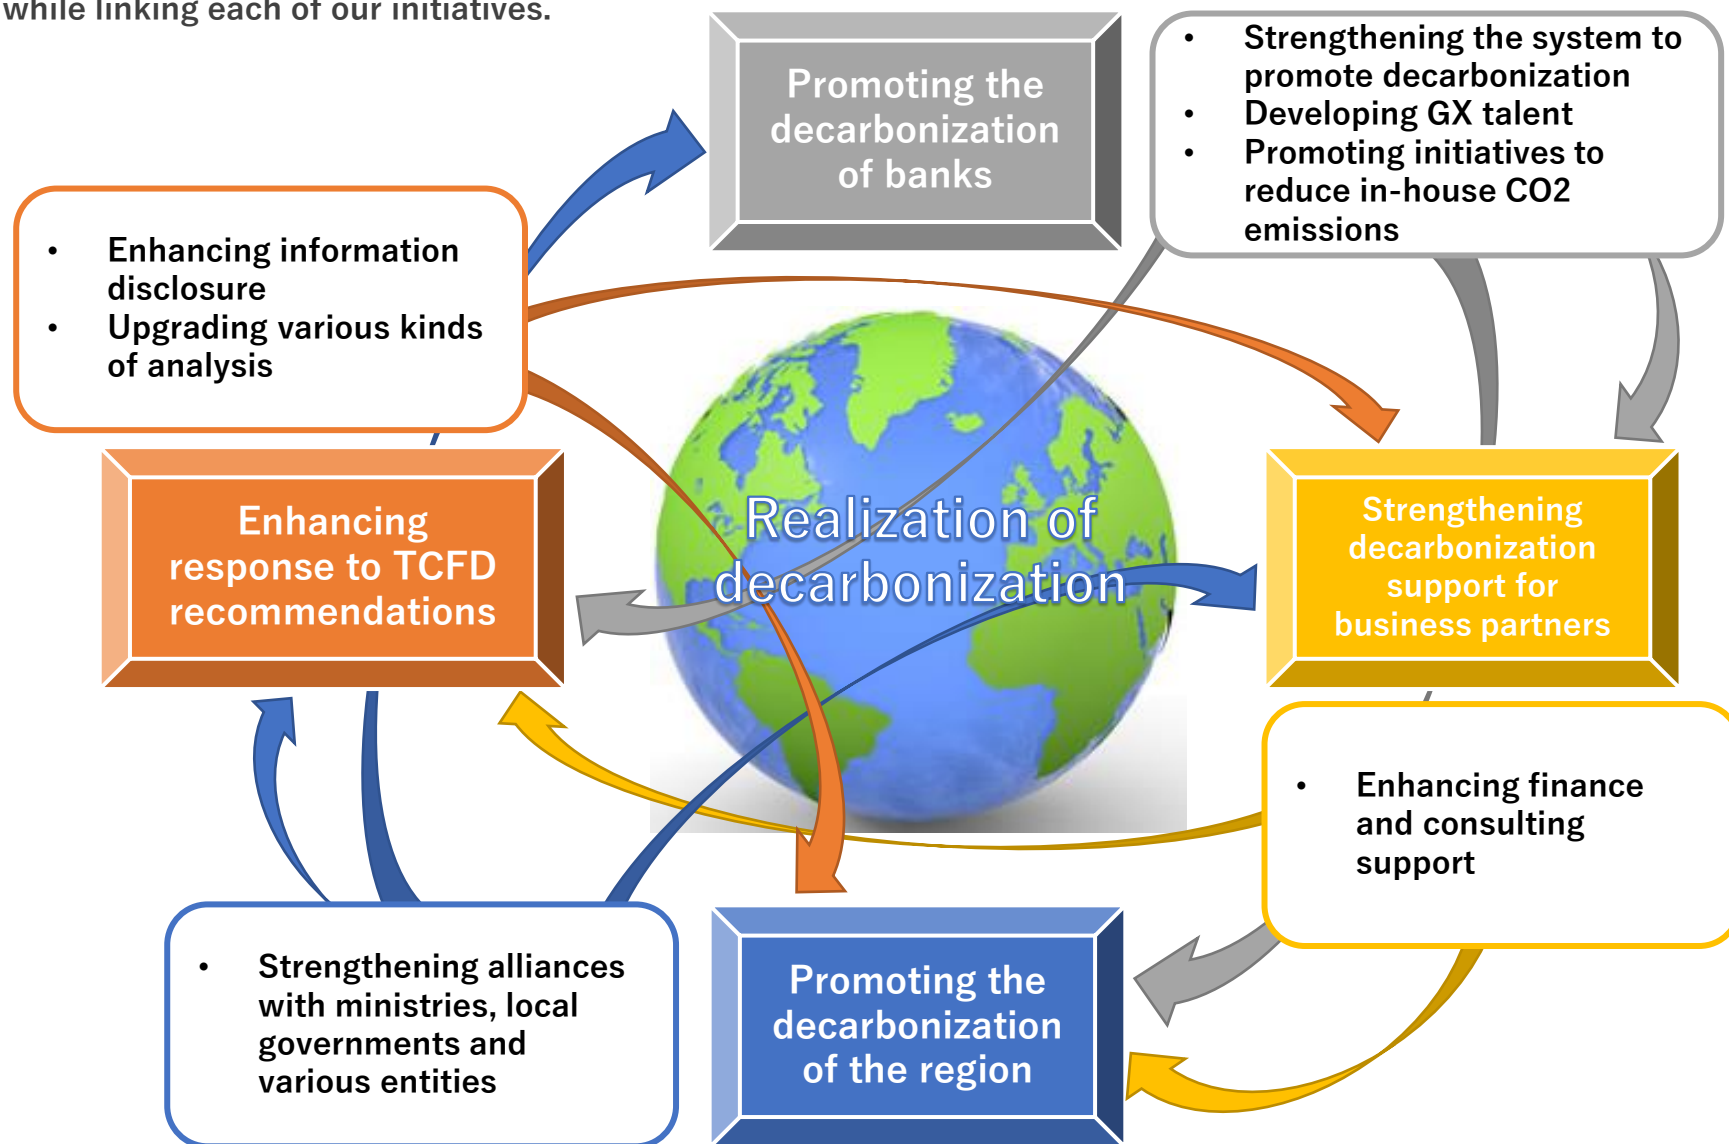 while linking each of our initiatives.
Promoting the
decarbonization
of banks
• Strengthening the system to
promote decarbonization
• Developing GX talent
• Promoting initiatives to
reduce in-house CO2
emissions
• Enhancing information
disclosure
• Upgrading various kinds
of analysis
Enhancing
response to TCFD
recommendations
Realization of
decarbonization
Strengthening
decarbonization
support for
business partners
• Enhancing finance
and consulting
support
• Strengthening alliances
with ministries, local
governments and
various entities
Promoting the
decarbonization
of the region